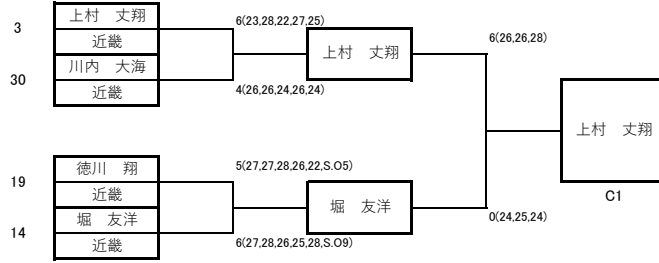 3
上村　丈翔
近畿
6(23,28,22,27,25)
30
川内　大海
近畿
4(26,26,24,26,24)
上村　丈翔
6(26,26,28)
19
徳川　翔
近畿
5(27,27,28,26,22,S.O5)
14
堀　友洋
近畿
6(27,28,26,25,28,S.O9)
堀　友洋
0(24,25,24)
上村　丈翔
C1